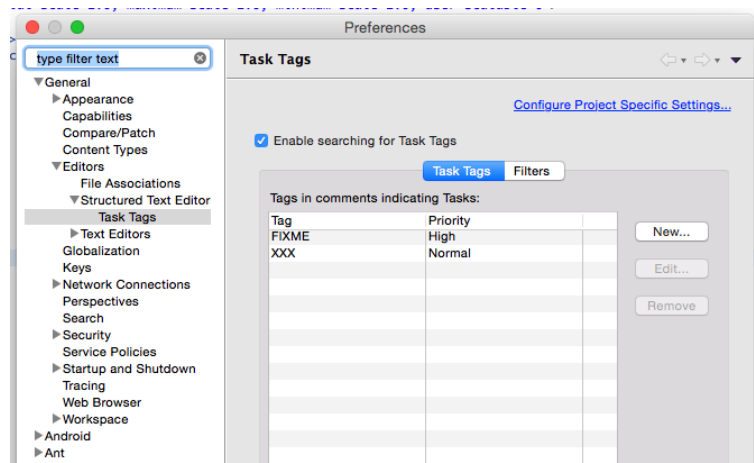 Preferences
type filter text
Task Tags
General
Appearance
Capabilities
Compare/Patch
Content Types
Editors
File Associations
Structured Text Editor
Task Tags
Text Editors
Globalization
Keys
Network Connections
Perspectives
Search
Security
Service Policies
Startup and Shutdown
Tracing
Web Browser
Workspace
Android
Ant
Configure Project Specific Settings...
Enable searching for Task Tags
Task Tags Filters
Tags in comments indicating Tasks:
Tag Priority
FIXME High
XXX Normal
New...
Edit...
Remove